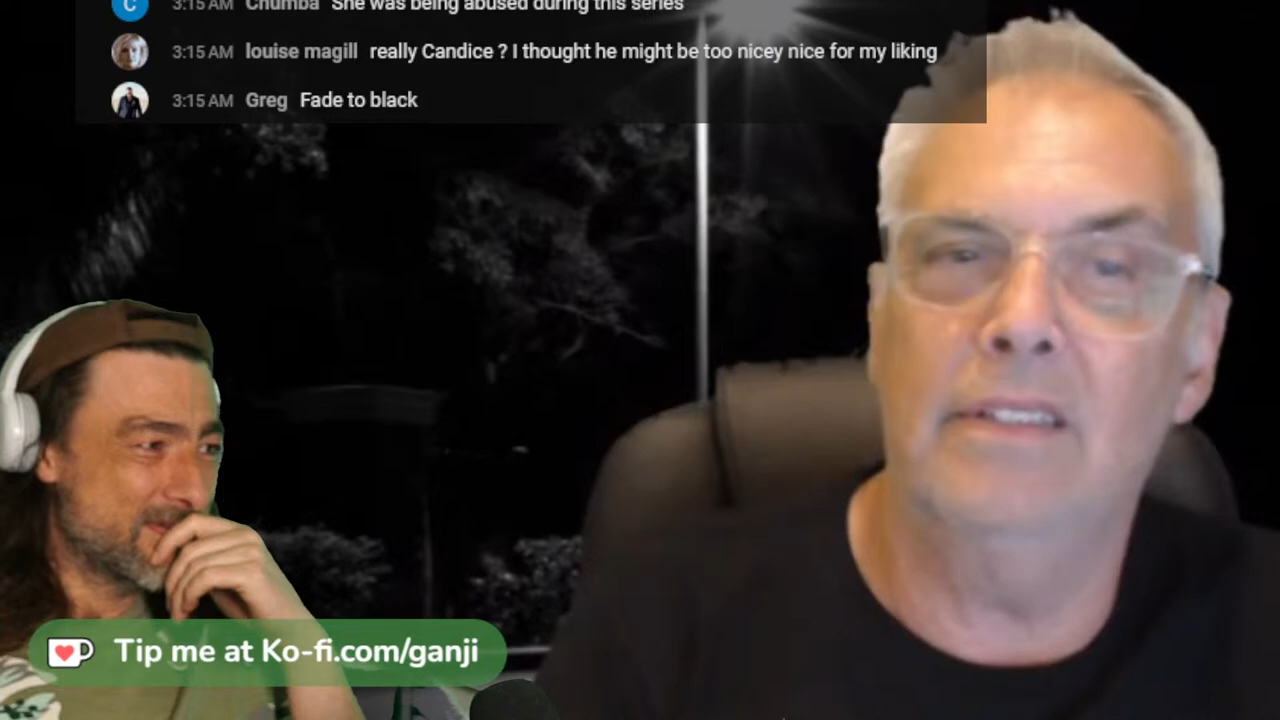 C 3:15 AM Chumba She was being abused during this series
3:15 AM louise magill really Candice ? I thought he might be too nicey nice for my liking
3:15 AM Greg Fade to black
Tip me at Ko-fi.com/ganji